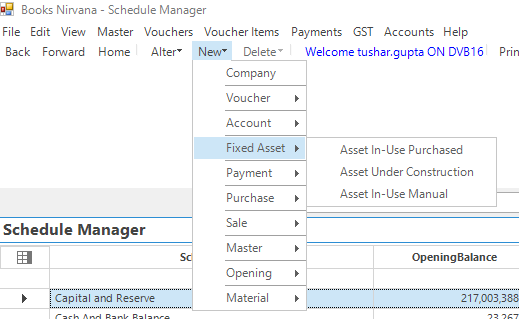 Books Nirvana - Schedule Manager
File Edit View Master Vouchers Voucher Items Payments GST Accounts Help
Back Forward Home Alter New Delete Welcome tushar.gupta ON DVB16
Company
Voucher
Account
Fixed Asset
Asset In-Use Purchased
Asset Under Construction
Asset In-Use Manual
Payment
Purchase
Sale
Master
Opening
Material
Schedule Manager
OpeningBalance
Capital and Reserve 217,003,388
Cash And Bank Balance 23,267